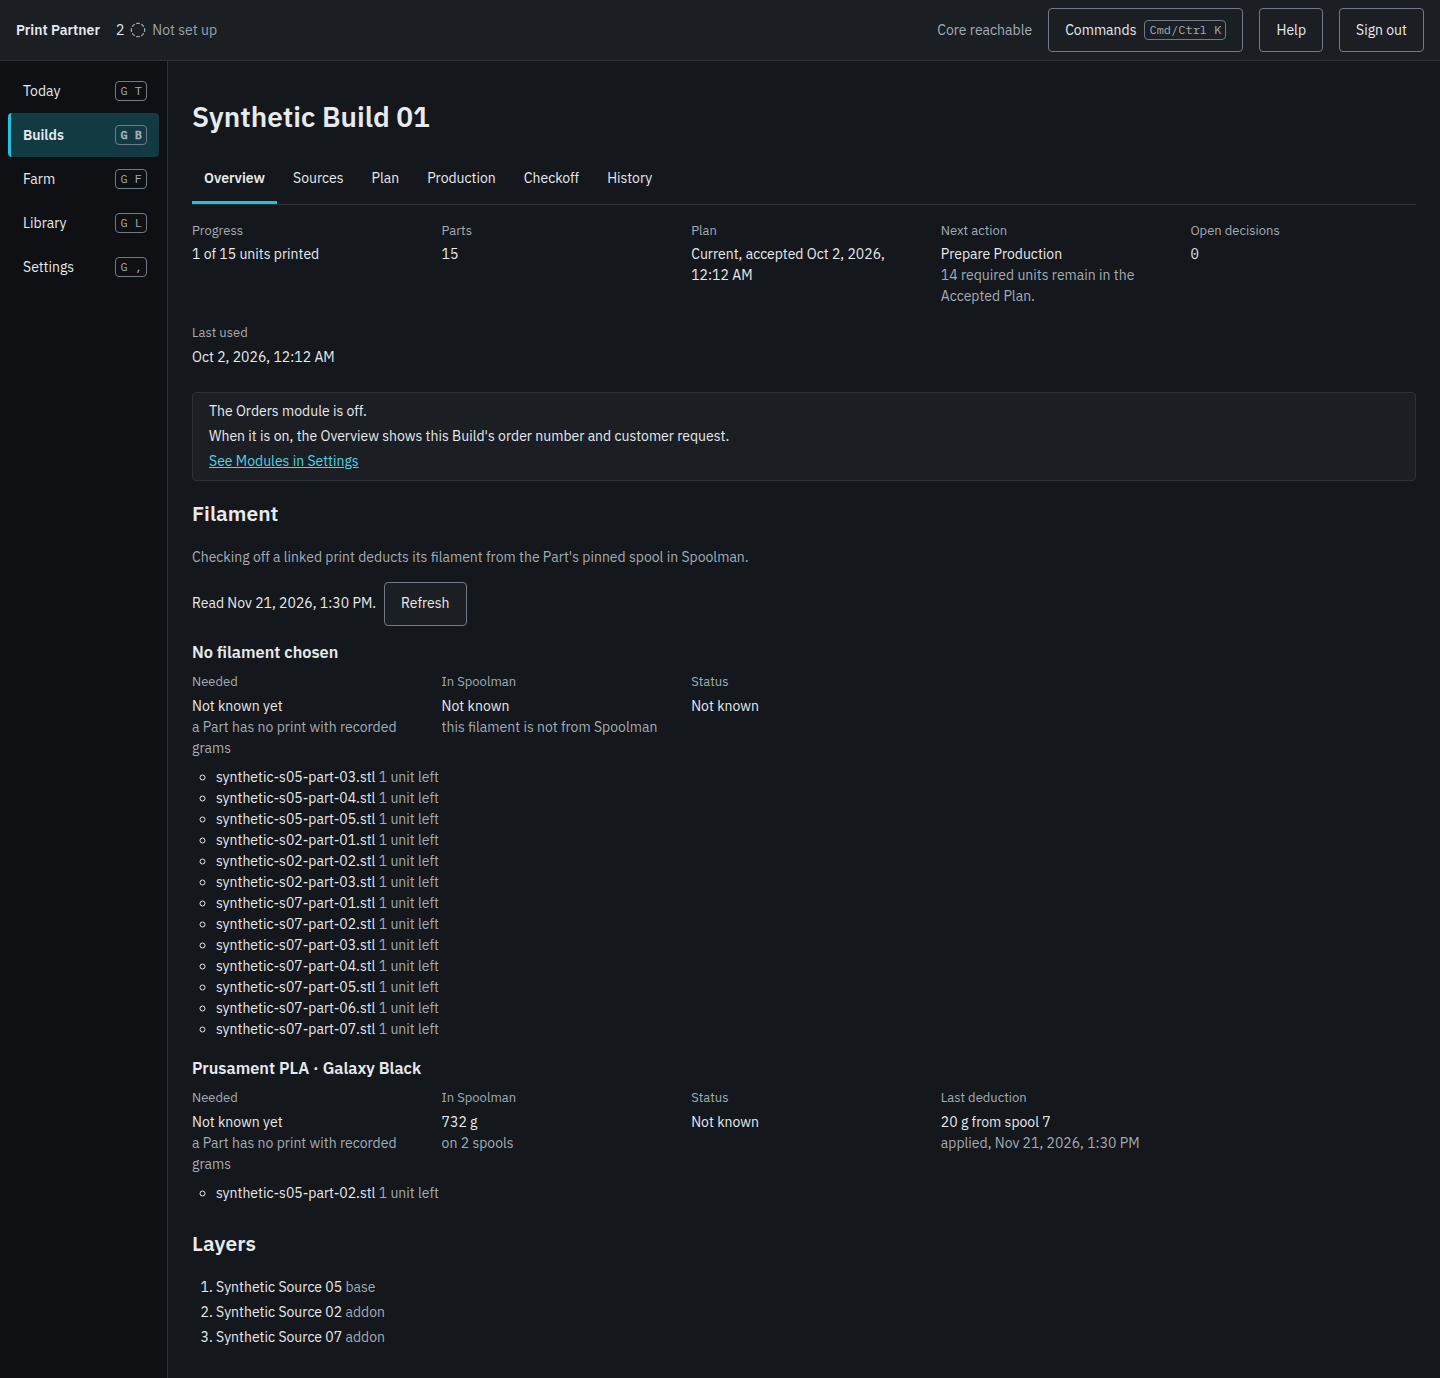 Print Partner 2 Not set up Core reachable Commands Cmd/Ctrl K Help Sign out
Today G T
Builds G B
Farm G F
Library G L
Settings G ,
Synthetic Build 01
Overview Sources Plan Production Checkoff History
Progress
1 of 15 units printed
Parts
15
Plan
Current, accepted Oct 2, 2026,
12:12 AM
Next action
Prepare Production
14 required units remain in the
Accepted Plan.
Open decisions
0
Last used
Oct 2, 2026, 12:12 AM
The Orders module is off.
When it is on, the Overview shows this Build's order number and customer request.
See Modules in Settings
Filament
Checking off a linked print deducts its filament from the Part's pinned spool in Spoolman.
Read Nov 21, 2026, 1:30 PM. Refresh
No filament chosen
Needed
Not known yet
a Part has no print with recorded
grams
In Spoolman
Not known
this filament is not from Spoolman
Status
Not known
synthetic-s05-part-03.stl 1 unit left
synthetic-s05-part-04.stl 1 unit left
synthetic-s05-part-05.stl 1 unit left
synthetic-s02-part-01.stl 1 unit left
synthetic-s02-part-02.stl 1 unit left
synthetic-s02-part-03.stl 1 unit left
synthetic-s07-part-01.stl 1 unit left
synthetic-s07-part-02.stl 1 unit left
synthetic-s07-part-03.stl 1 unit left
synthetic-s07-part-04.stl 1 unit left
synthetic-s07-part-05.stl 1 unit left
synthetic-s07-part-06.stl 1 unit left
synthetic-s07-part-07.stl 1 unit left
Prusament PLA · Galaxy Black
Needed
Not known yet
a Part has no print with recorded
grams
In Spoolman
732 g
on 2 spools
Status
Not known
Last deduction
20 g from spool 7
applied, Nov 21, 2026, 1:30 PM
synthetic-s05-part-02.stl 1 unit left
Layers
1. Synthetic Source 05 base
2. Synthetic Source 02 addon
3. Synthetic Source 07 addon